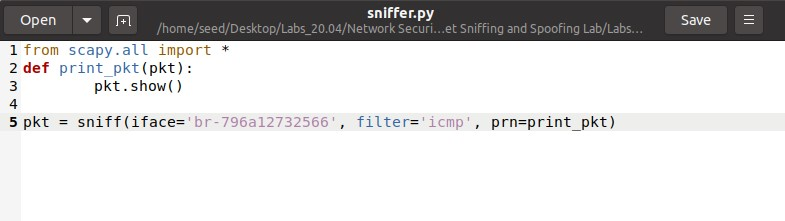 Open
sniffer.py
/home/seed/Desktop/Labs_20.04/Network Securi...et Sniffing and Spoofing Lab/Labs...
Save
1 from scapy.all import *
2 def print_pkt(pkt):
3         pkt.show()
4
5 pkt = sniff(iface='br-796a12732566', filter='icmp', prn=print_pkt)